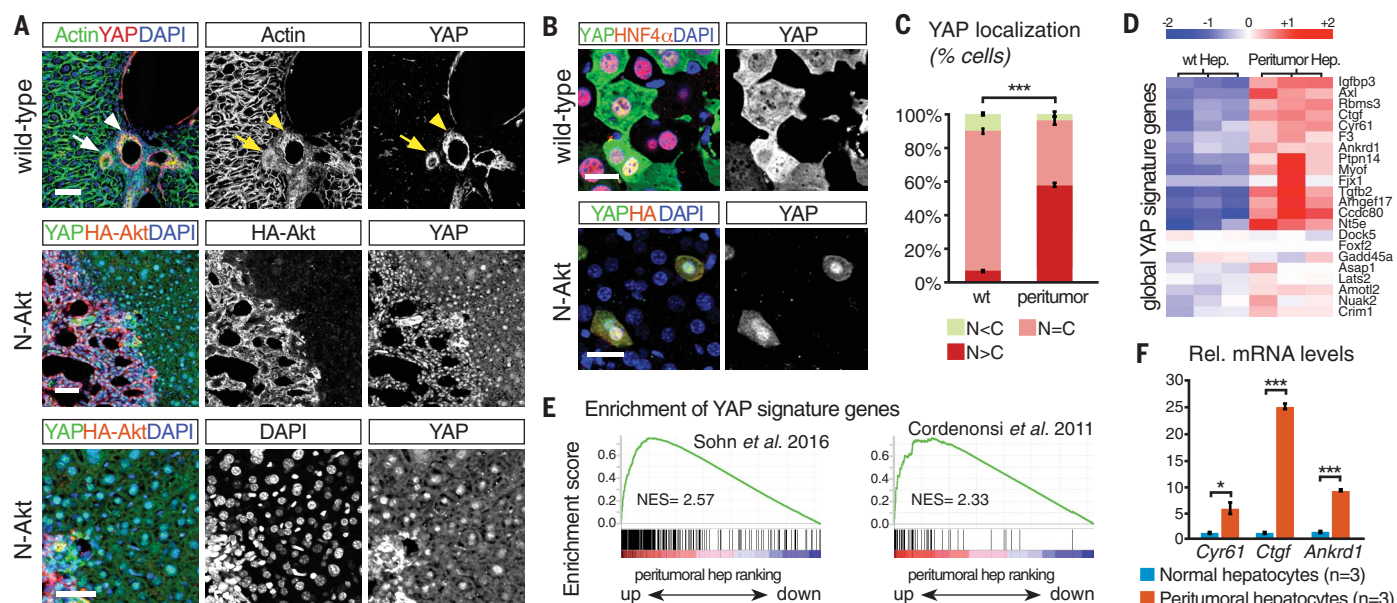 A
ActinYAPDAPI
Actin
YAP
wild-type
YAPHA-AktDAPI
HA-Akt
YAP
N-Akt
YAPHA-AktDAPI
DAPI
YAP
N-Akt
B
YAPHNF4αDAPI
YAP
wild-type
YAPHA DAPI
YAP
N-Akt
C YAP localization
(% cells)
***
100%
80%
60%
40%
20%
0%
wt peritumor
N<C N=C
N>C
D
-2 -1 0 +1 +2
wt Hep. Peritumor Hep.
global YAP signature genes
Igfbp3
Axl
Rbms3
Ctgf
Cyr61
F3
Ankrd1
Ptpn14
Myof
Fjx1
Tgfb2
Arhgef17
Ccdc80
Nt5e
Dock5
Foxf2
Gadd45a
Asap1
Lats2
Amotl2
Nuak2
Crim1
E Enrichment of YAP signature genes
Enrichment score
Sohn et al. 2016
0.6
0.4
0.2
0.0
NES= 2.57
peritumoral hep ranking
up down
Cordenonsi et al. 2011
0.6
0.4
0.2
0.0
NES= 2.33
peritumoral hep ranking
up down
F Rel. mRNA levels
30
25
20
15
10
5
0
*
***
***
Cyr61 Ctgf Ankrd1
Normal hepatocytes (n=3)
Peritumoral hepatocytes (n=3)